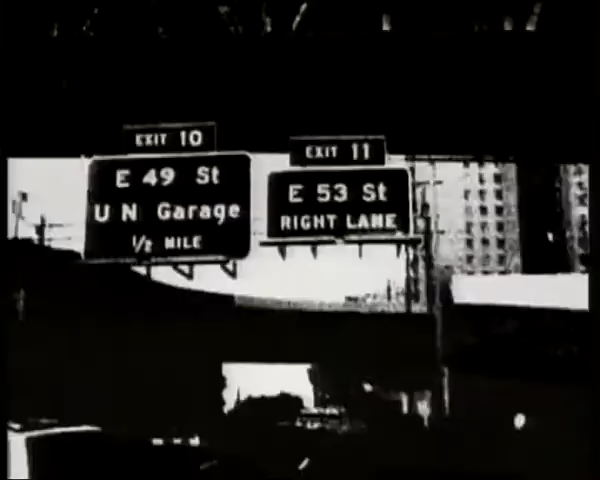 EXIT 10
E 49 St
U N Garage
1/2 MILE
EXIT 11
E 53 St
RIGHT LANE